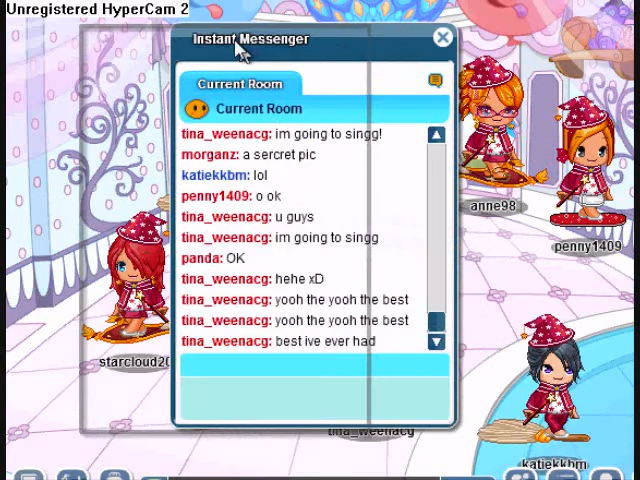 Unregistered HyperCam 2
Instant Messenger
Current Room
Current Room
tina_weenacg: im going to singg!
morganz: a sercret pic
katiekkbm: lol
penny1409: o ok
tina_weenacg: u guys
tina_weenacg: im going to singg
panda: OK
tina_weenacg: hehe xD
tina_weenacg: yooh the yooh the best
tina_weenacg: yooh the yooh the best
tina_weenacg: best ive ever had
anne98
penny1409
starcloud20
tina_weenacg
katiekkbm